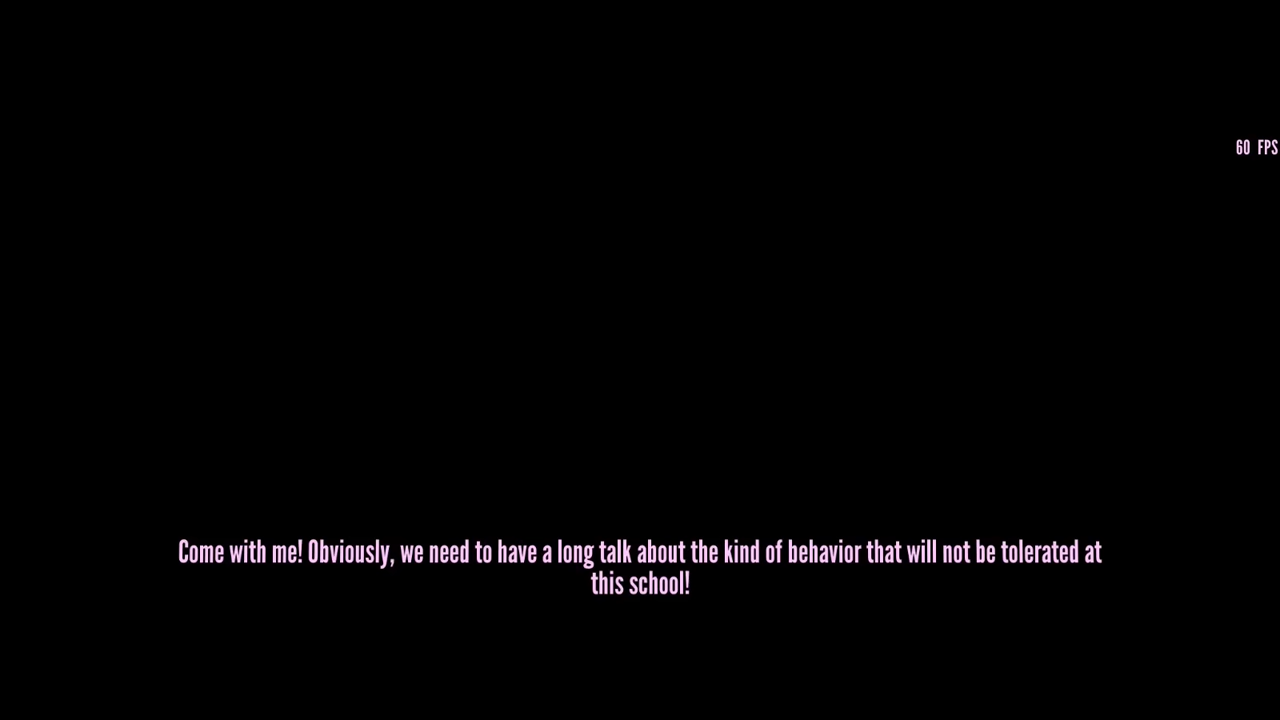 60 FPS
Come with me! Obviously, we need to have a long talk about the kind of behavior that will not be tolerated at
this school!